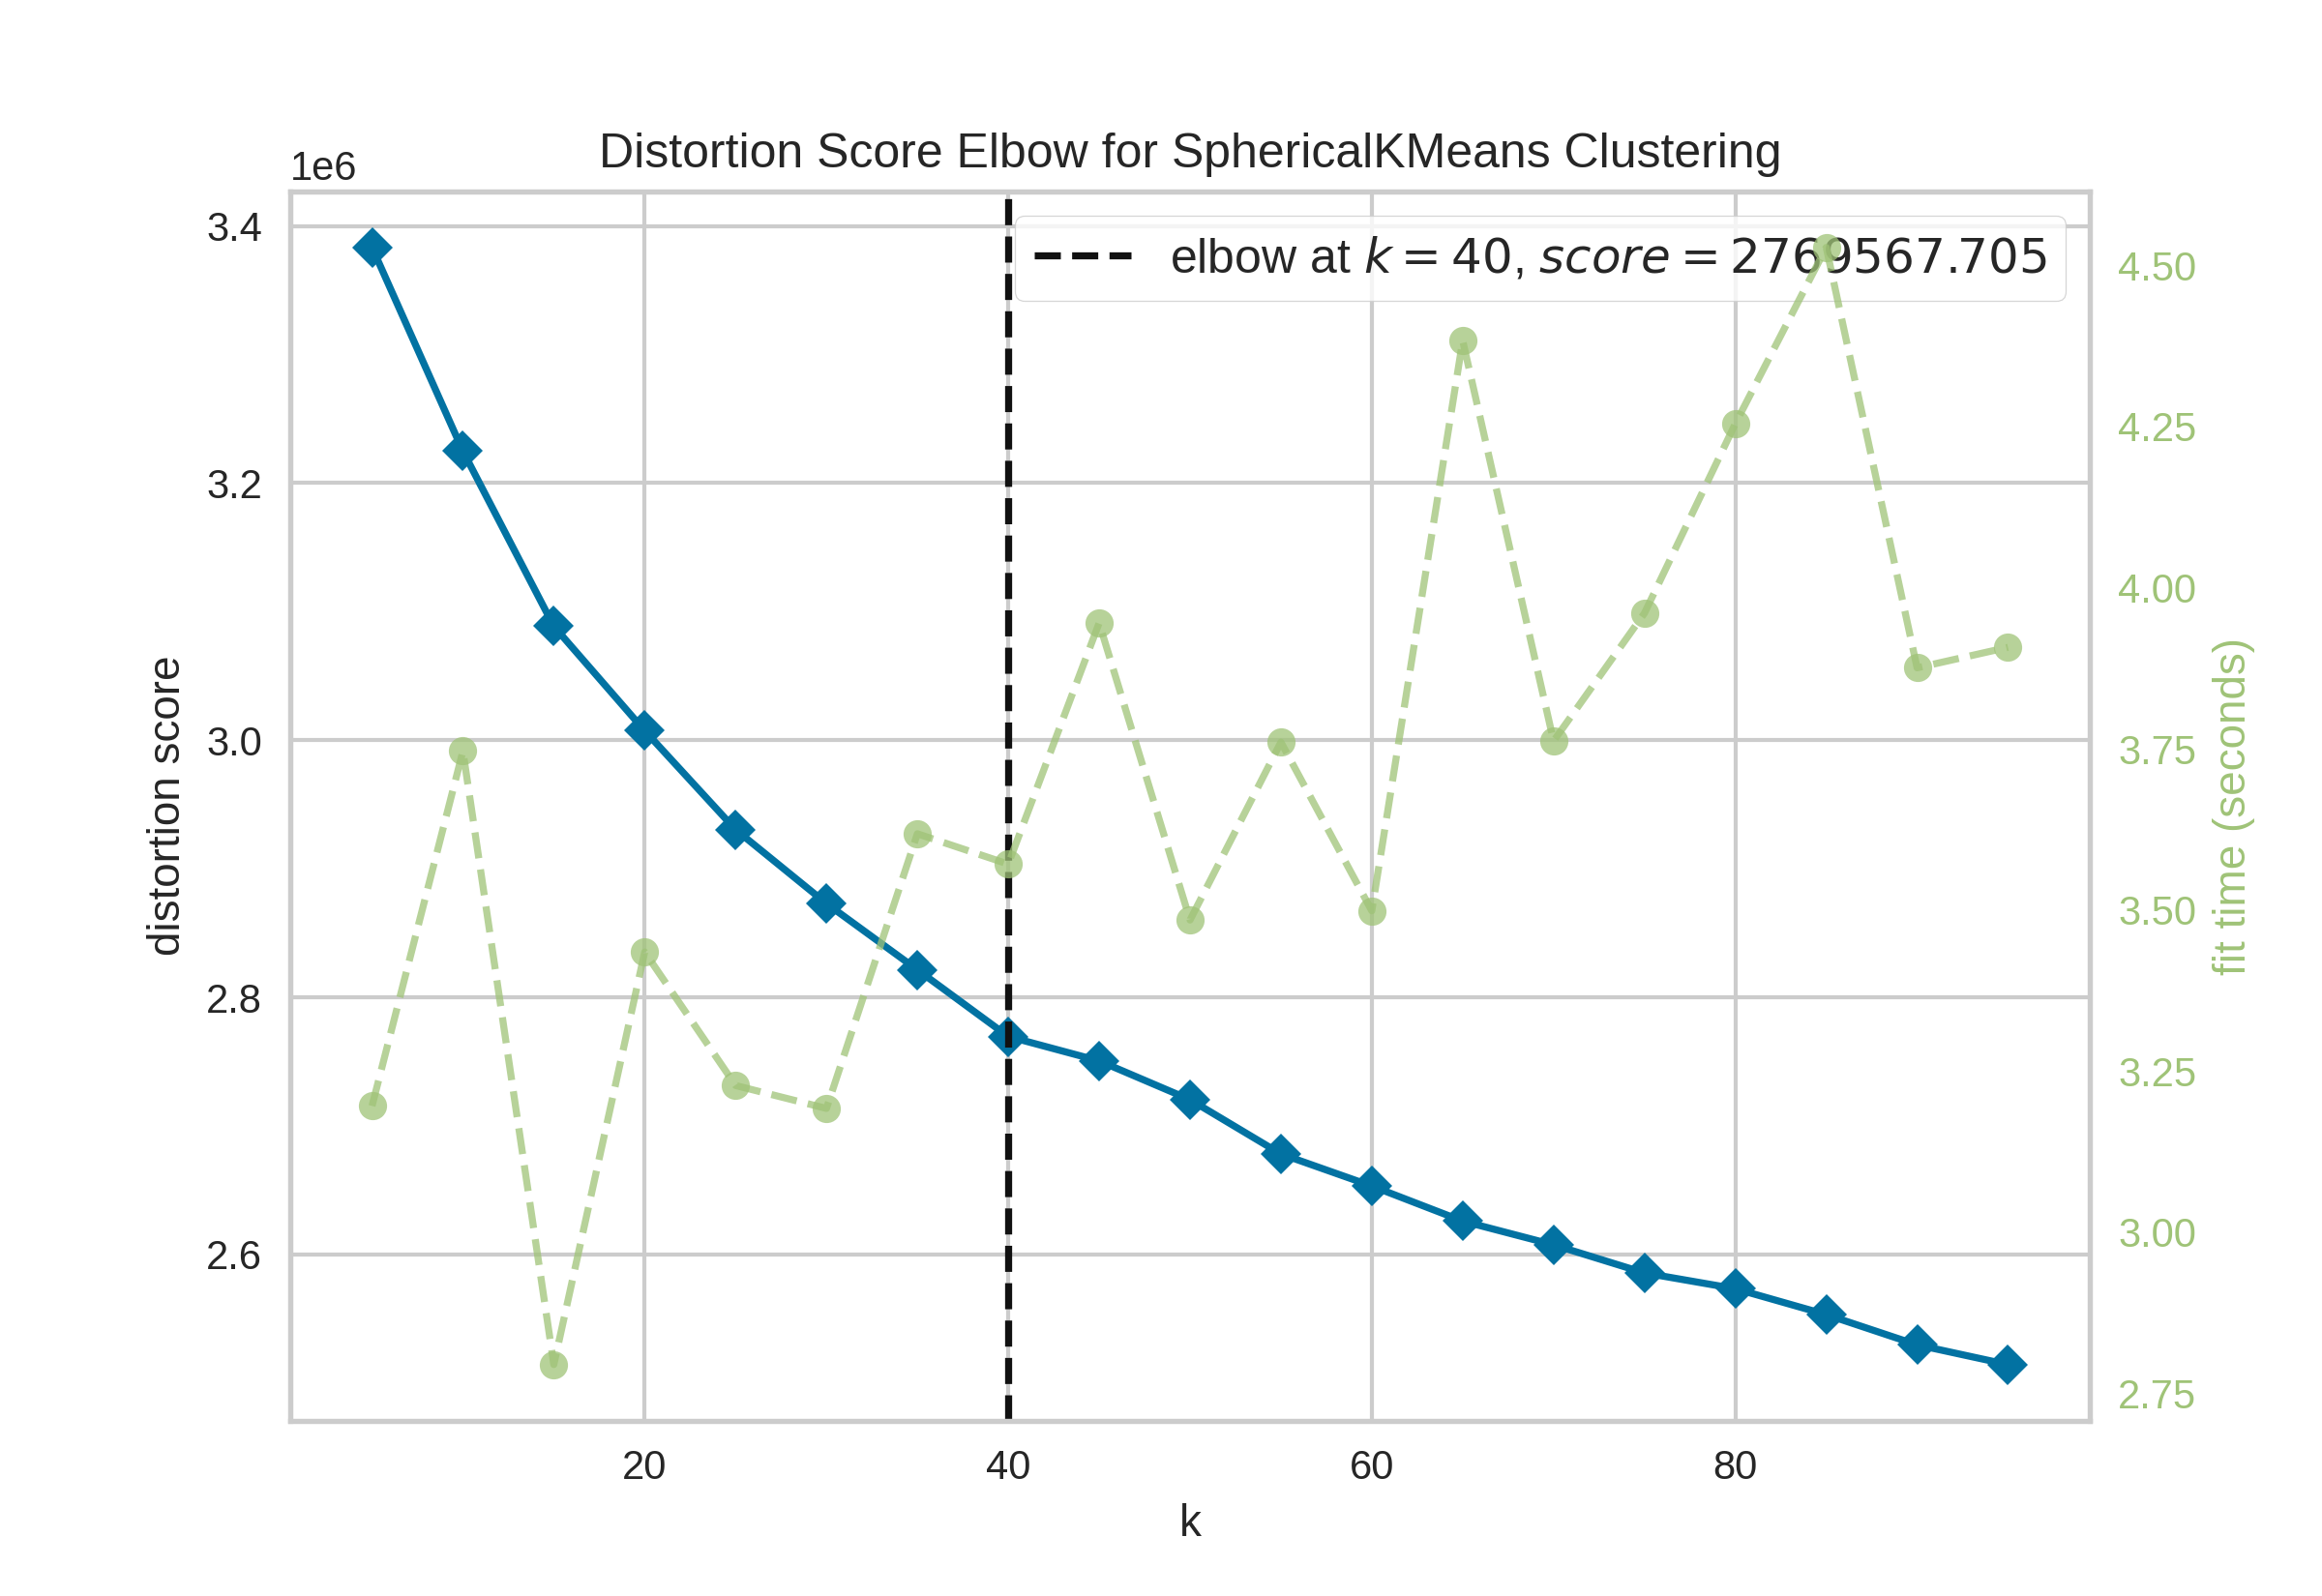 Distortion Score Elbow for SphericalKMeans Clustering
1e6
elbow at k = 40, score = 2769567.705
3.4
3.2
3.0
2.8
2.6
distortion score
4.50
4.25
4.00
3.75
3.50
3.25
3.00
2.75
fit time (seconds)
20
40
60
80
k